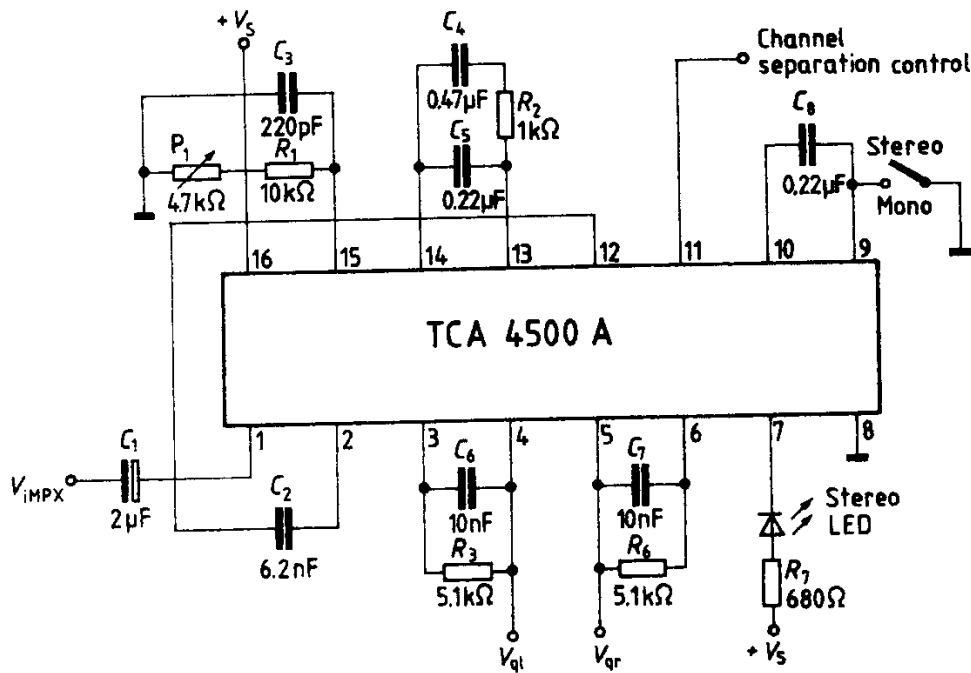 + V_S
C_3
220pF
P_1
4.7kΩ
R_1
10kΩ
C_4
0.47µF
R_2
1kΩ
C_5
0.22µF
Channel
separation control
C_8
0.22µF
Stereo
Mono
16 15 14 13 12 11 10 9
TCA 4500 A
1 2 3 4 5 6 7 8
C_1
V_iMPX
2µF
C_2
6.2nF
C_6
10nF
R_3
5.1kΩ
C_7
10nF
R_6
5.1kΩ
Stereo
LED
R_7
680Ω
V_ql
V_qr
+ V_S